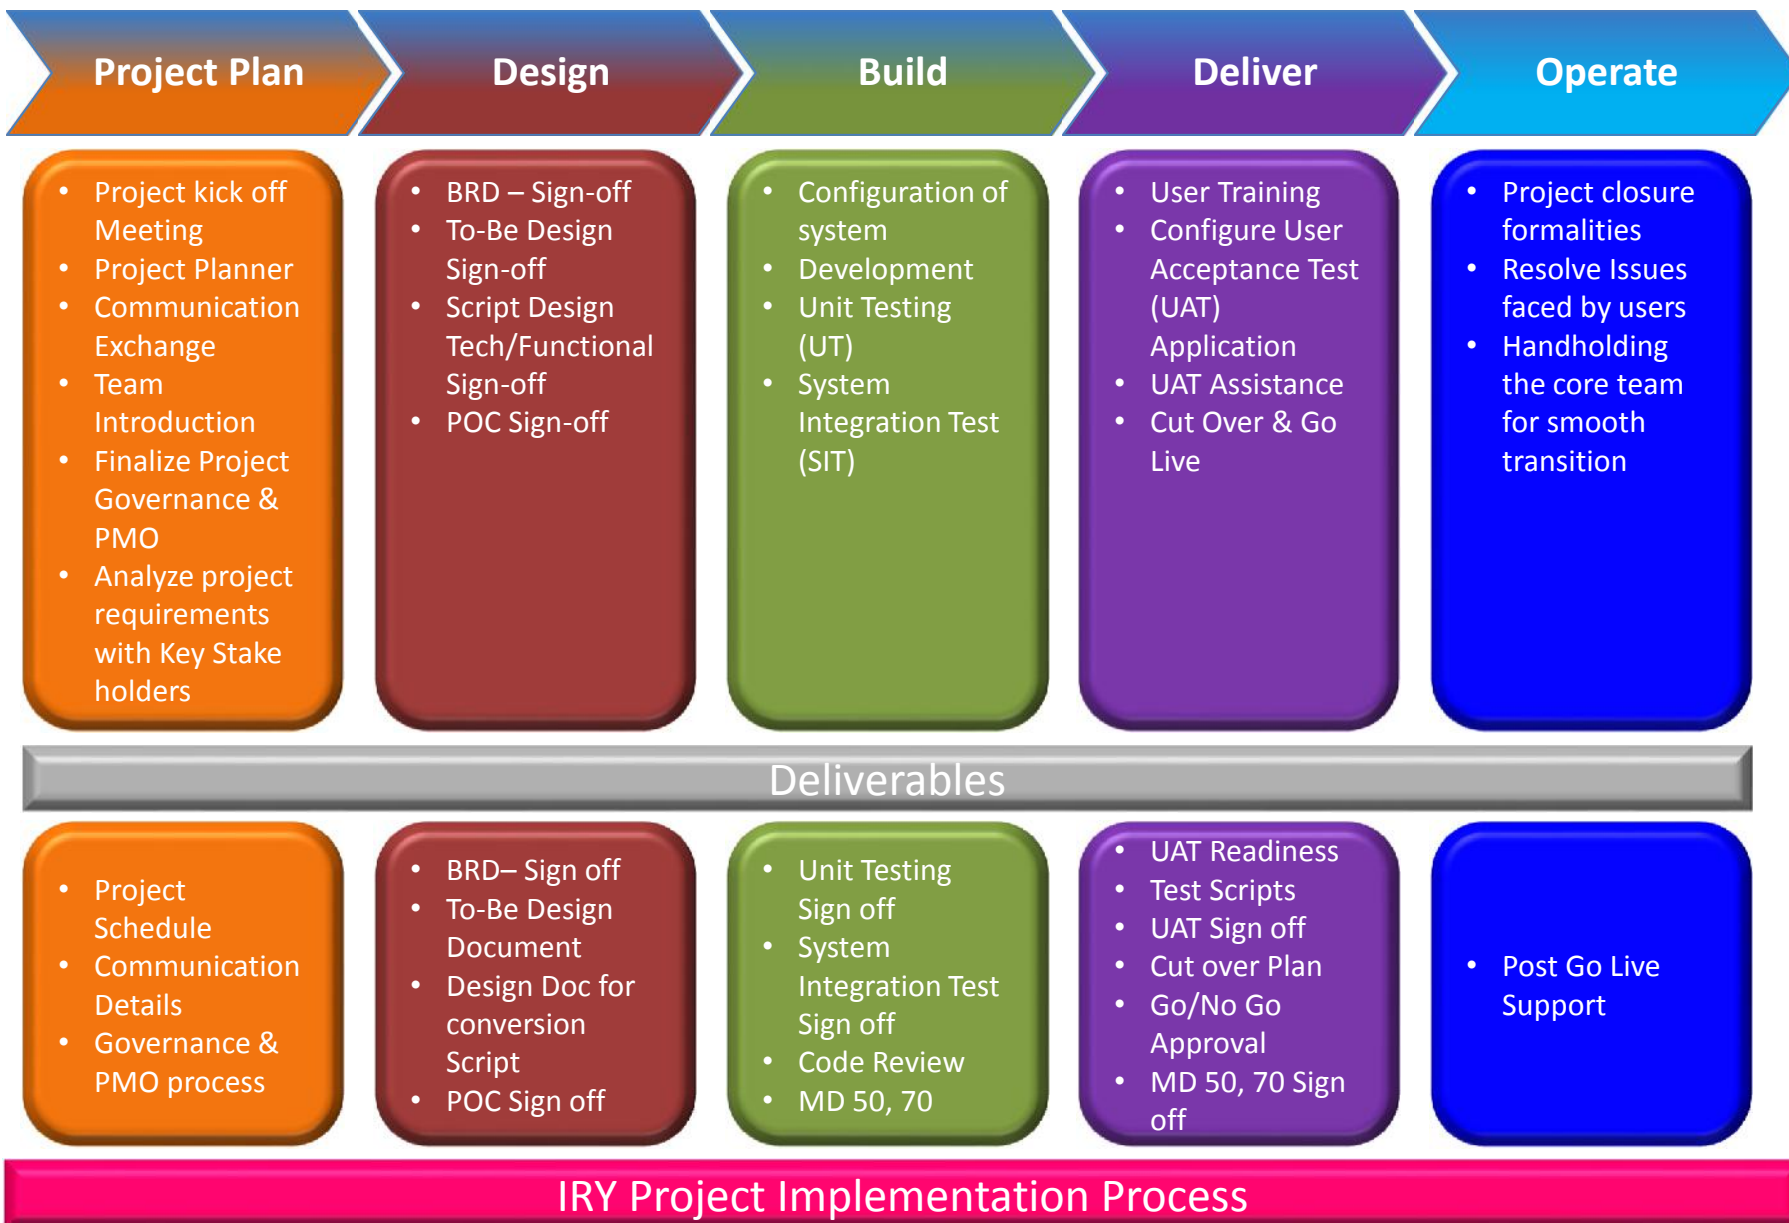 Project Plan
Design
Build
Deliver
Operate
• Project kick off
Meeting
• Project Planner
• Communication
Exchange
• Team
Introduction
• Finalize Project
Governance &
PMO
• Analyze project
requirements
with Key Stake
holders
• BRD – Sign-off
• To-Be Design
Sign-off
• Script Design
Tech/Functional
Sign-off
• POC Sign-off
• Configuration of
system
• Development
• Unit Testing
(UT)
• System
Integration Test
(SIT)
• User Training
• Configure User
Acceptance Test
(UAT)
Application
• UAT Assistance
• Cut Over & Go
Live
• Project closure
formalities
• Resolve Issues
faced by users
• Handholding
the core team
for smooth
transition
Deliverables
• Project
Schedule
• Communication
Details
• Governance &
PMO process
• BRD– Sign off
• To-Be Design
Document
• Design Doc for
conversion
Script
• POC Sign off
• Unit Testing
Sign off
• System
Integration Test
Sign off
• Code Review
• MD 50, 70
• UAT Readiness
• Test Scripts
• UAT Sign off
• Cut over Plan
• Go/No Go
Approval
• MD 50, 70 Sign
off
• Post Go Live
Support
IRY Project Implementation Process